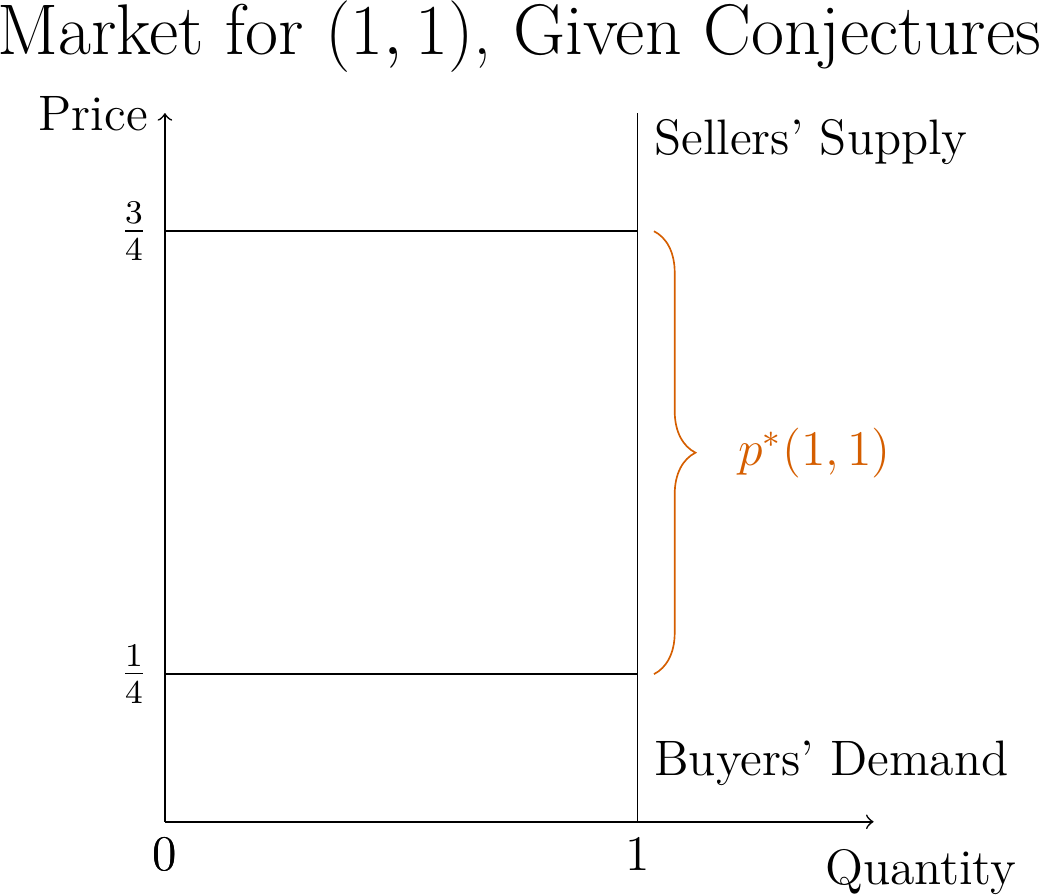 Market for (1, 1), Given Conjectures
Price
Sellers’ Supply
3/4
p*(1, 1)
1/4
Buyers’ Demand
0
1
Quantity